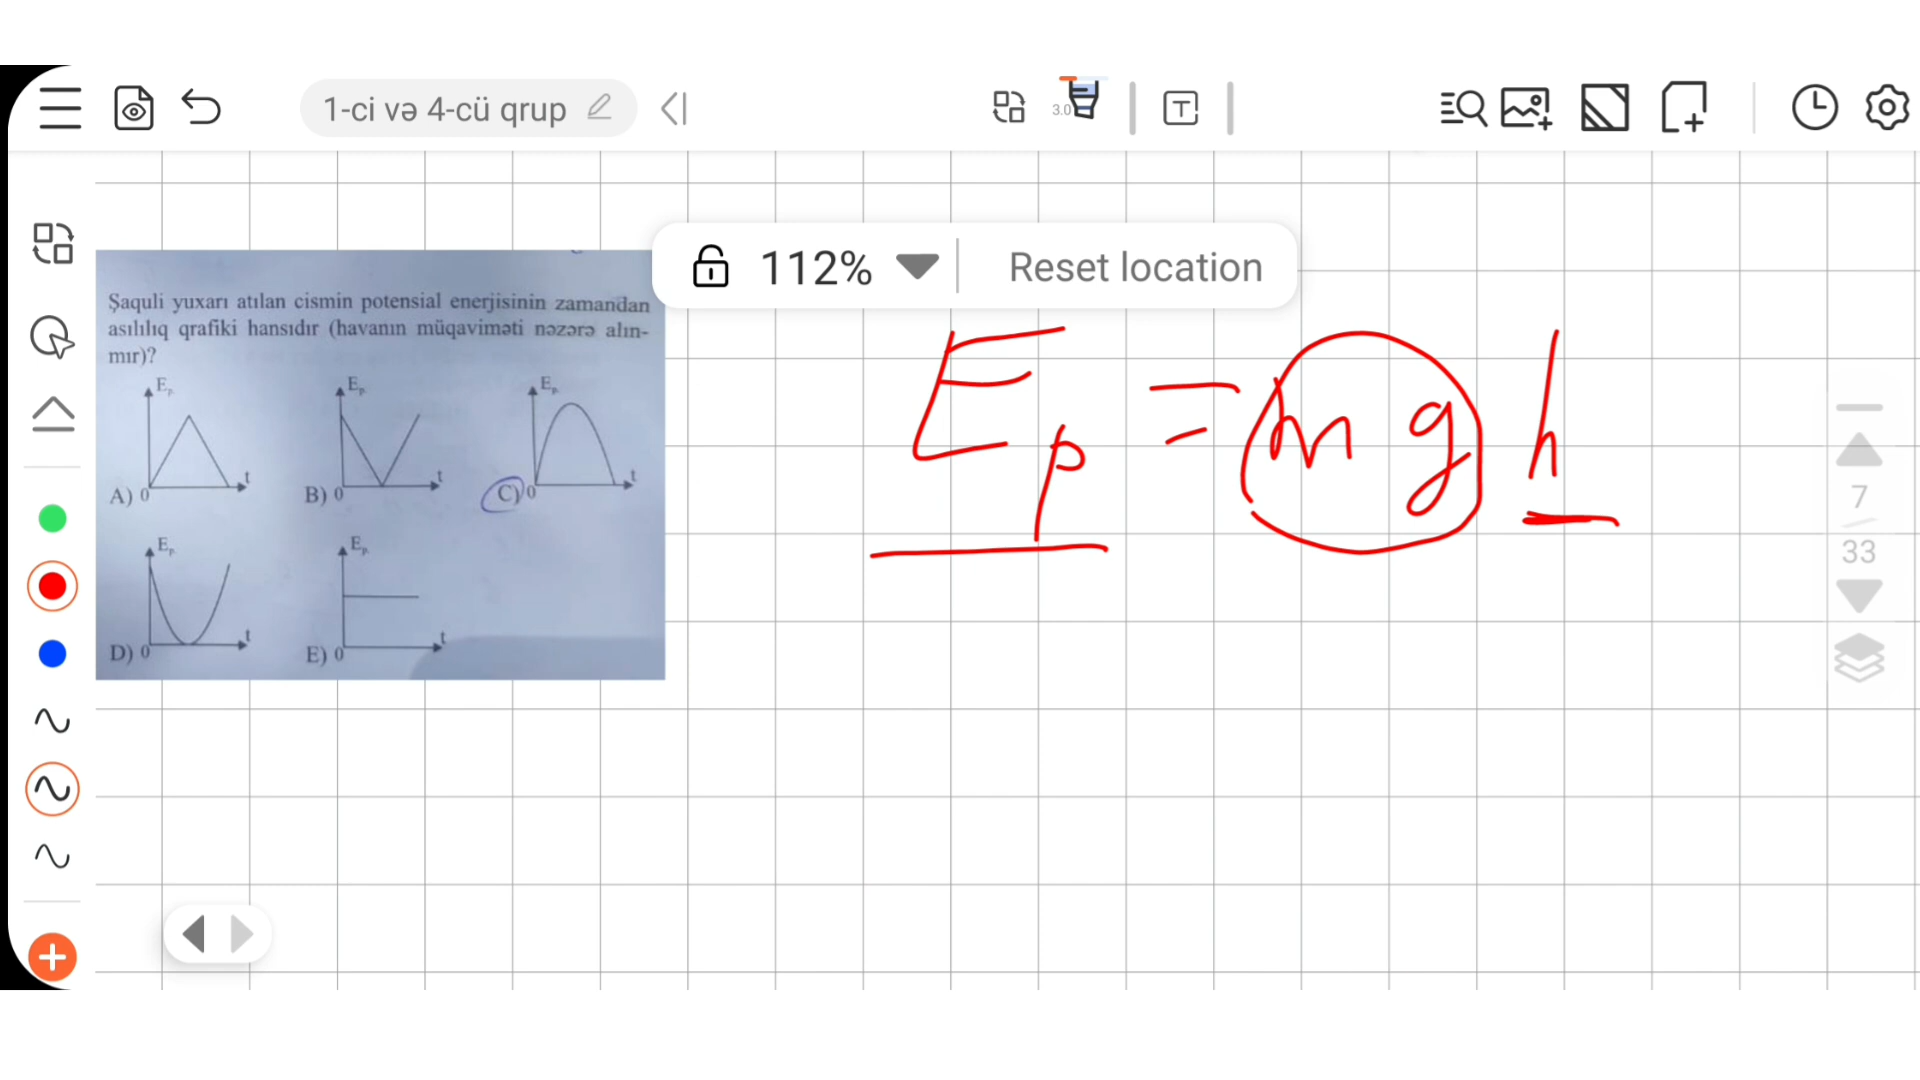 1-ci və 4-cü qrup
3.0
T
112%
Reset location
Şaquli yuxarı atılan cismin potensial enerjisinin zamandan
asılılıq qrafiki hansıdır (havanın müqaviməti nəzərə alın-
mır)?
Eₚ
Eₚ
Eₚ
A) 0 t
B) 0 t
C) 0 t
Eₚ
Eₚ
D) 0 t
E) 0 t
Eₚ = mgh
7
33